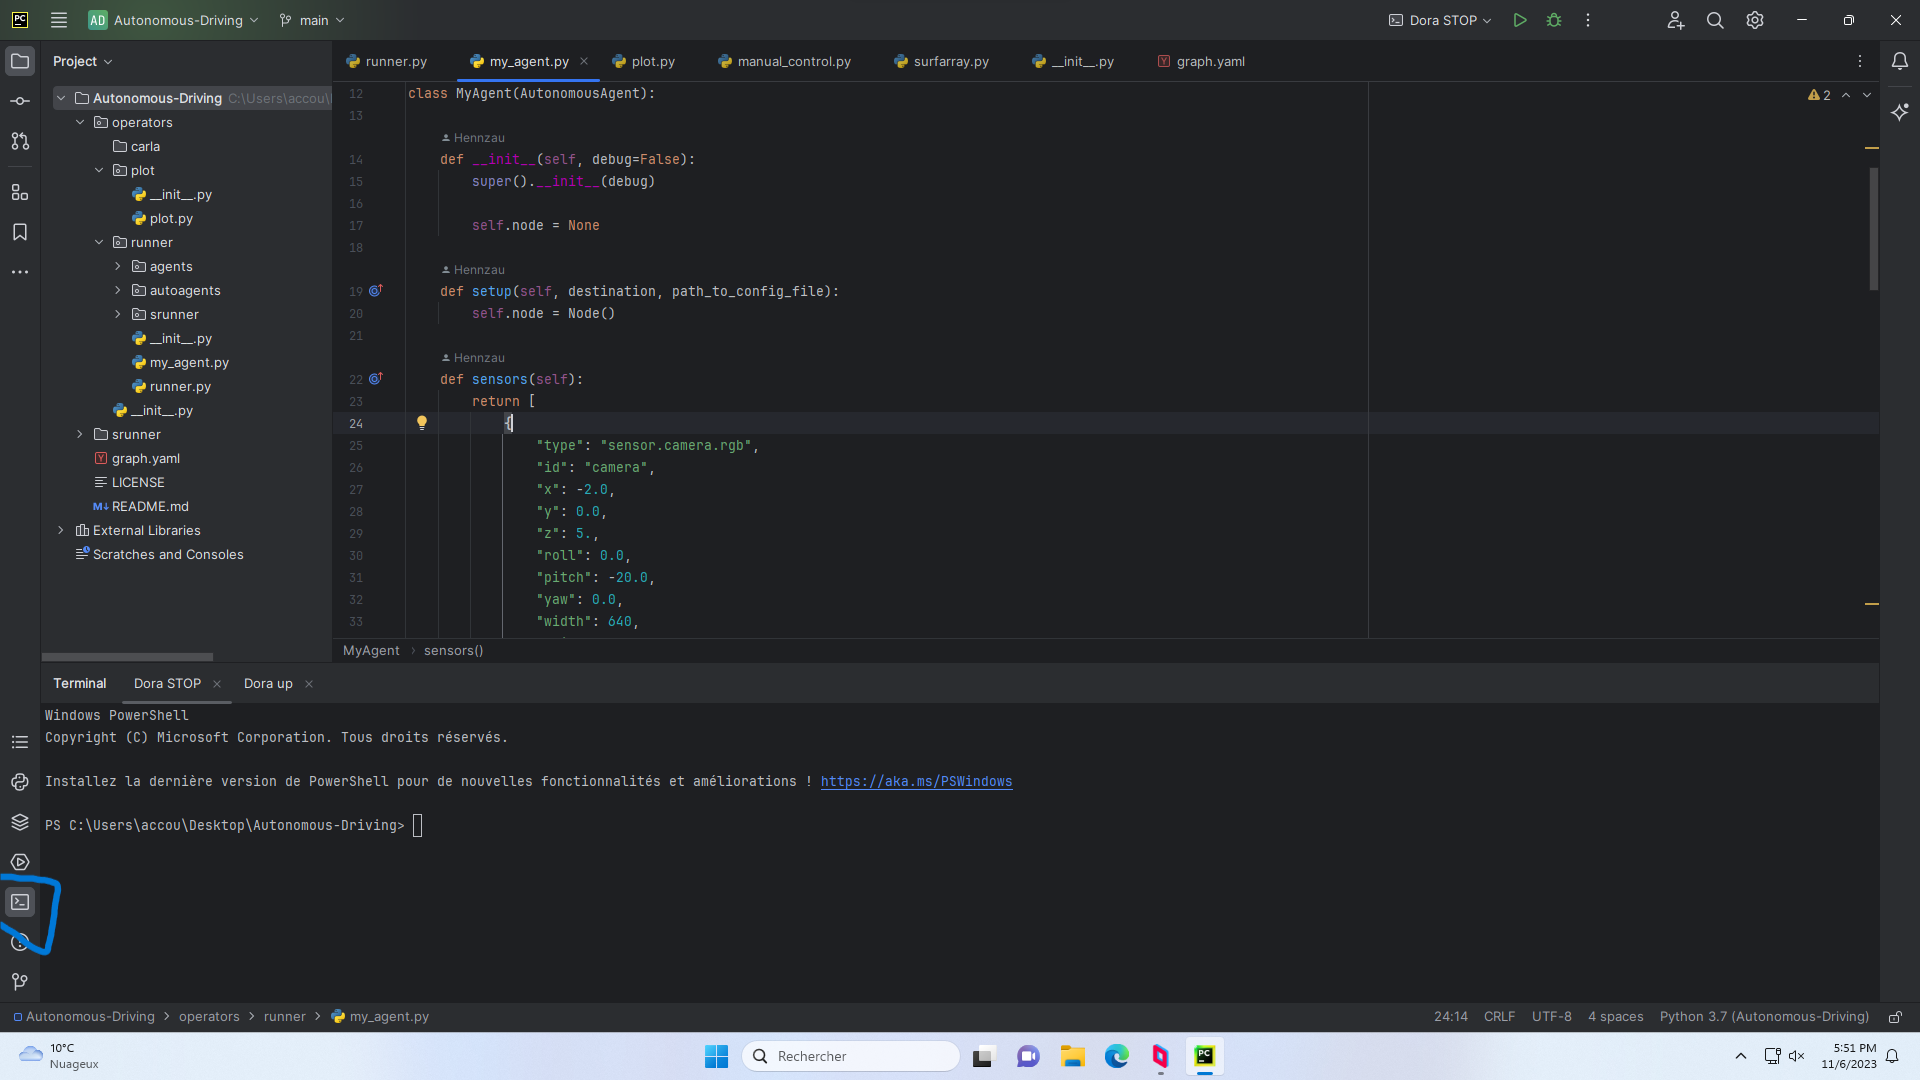 PC AD Autonomous-Driving main Dora STOP
Project
runner.py my_agent.py plot.py manual_control.py surfarray.py __init__.py graph.yaml
Autonomous-Driving C:\Users\accou\
operators
carla
plot
__init__.py
plot.py
runner
agents
autoagents
srunner
__init__.py
my_agent.py
runner.py
__init__.py
srunner
graph.yaml
LICENSE
README.md
External Libraries
Scratches and Consoles
2
12 class MyAgent(AutonomousAgent):
13
Hennzau
14 def __init__(self, debug=False):
15 super().__init__(debug)
16
17 self.node = None
18
Hennzau
19 def setup(self, destination, path_to_config_file):
20 self.node = Node()
21
Hennzau
22 def sensors(self):
23 return [
24 {
25 "type": "sensor.camera.rgb",
26 "id": "camera",
27 "x": -2.0,
28 "y": 0.0,
29 "z": 5.,
30 "roll": 0.0,
31 "pitch": -20.0,
32 "yaw": 0.0,
33 "width": 640,
MyAgent › sensors()
Terminal Dora STOP Dora up
Windows PowerShell
Copyright (C) Microsoft Corporation. Tous droits réservés.
Installez la dernière version de PowerShell pour de nouvelles fonctionnalités et améliorations ! https://aka.ms/PSWindows
PS C:\Users\accou\Desktop\Autonomous-Driving>
Autonomous-Driving > operators > runner > my_agent.py 24:14 CRLF UTF-8 4 spaces Python 3.7 (Autonomous-Driving)
10°C
Nuageux
Rechercher
PC
5:51 PM
11/6/2023